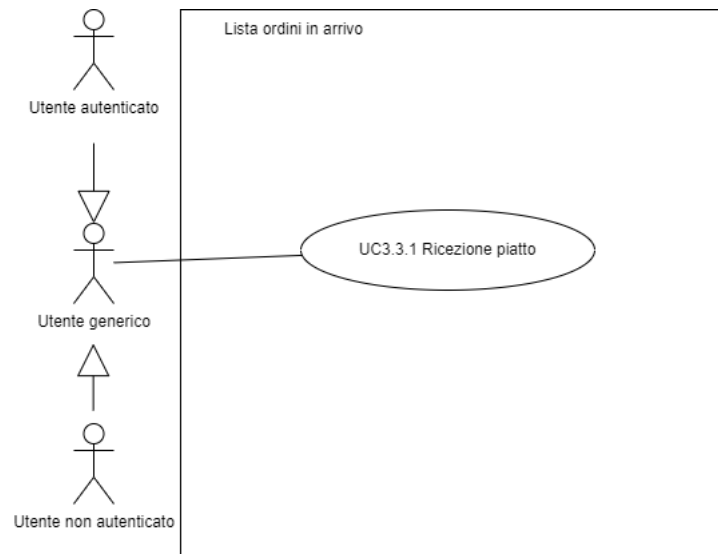 Lista ordini in arrivo
Utente autenticato
UC3.3.1 Ricezione piatto
Utente generico
Utente non autenticato